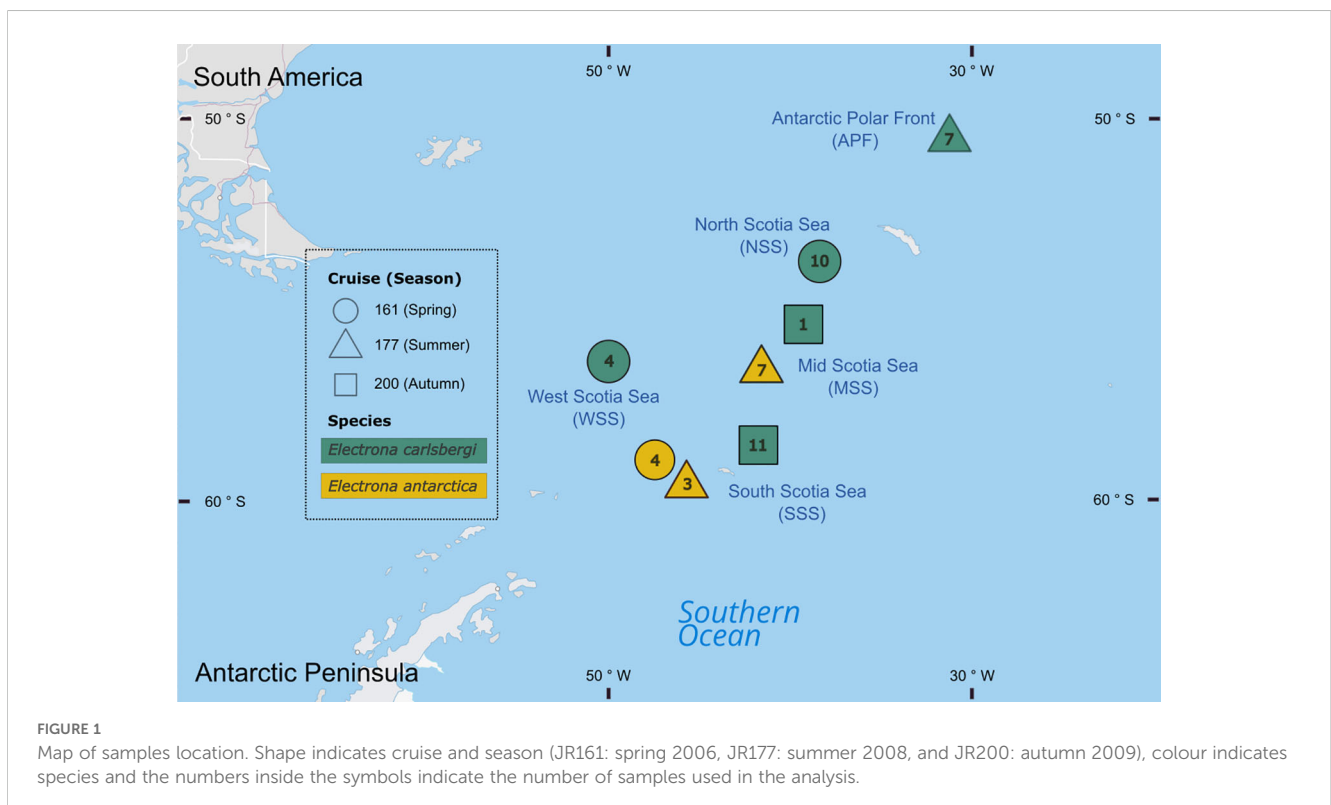 South America
50 ° W
30 ° W
50 ° S
Antarctic Polar Front
(APF)
7
50 ° S
North Scotia Sea
(NSS)
10
Cruise (Season)
161 (Spring)
177 (Summer)
200 (Autumn)
Species
Electrona carlsbergi
Electrona antarctica
1
4
West Scotia Sea
(WSS)
7
Mid Scotia Sea
(MSS)
11
4
3
South Scotia Sea
(SSS)
60 ° S
60 ° S
Southern
Ocean
Antarctic Peninsula
50 ° W
30 ° W
FIGURE 1
Map of samples location. Shape indicates cruise and season (JR161: spring 2006, JR177: summer 2008, and JR200: autumn 2009), colour indicates
species and the numbers inside the symbols indicate the number of samples used in the analysis.